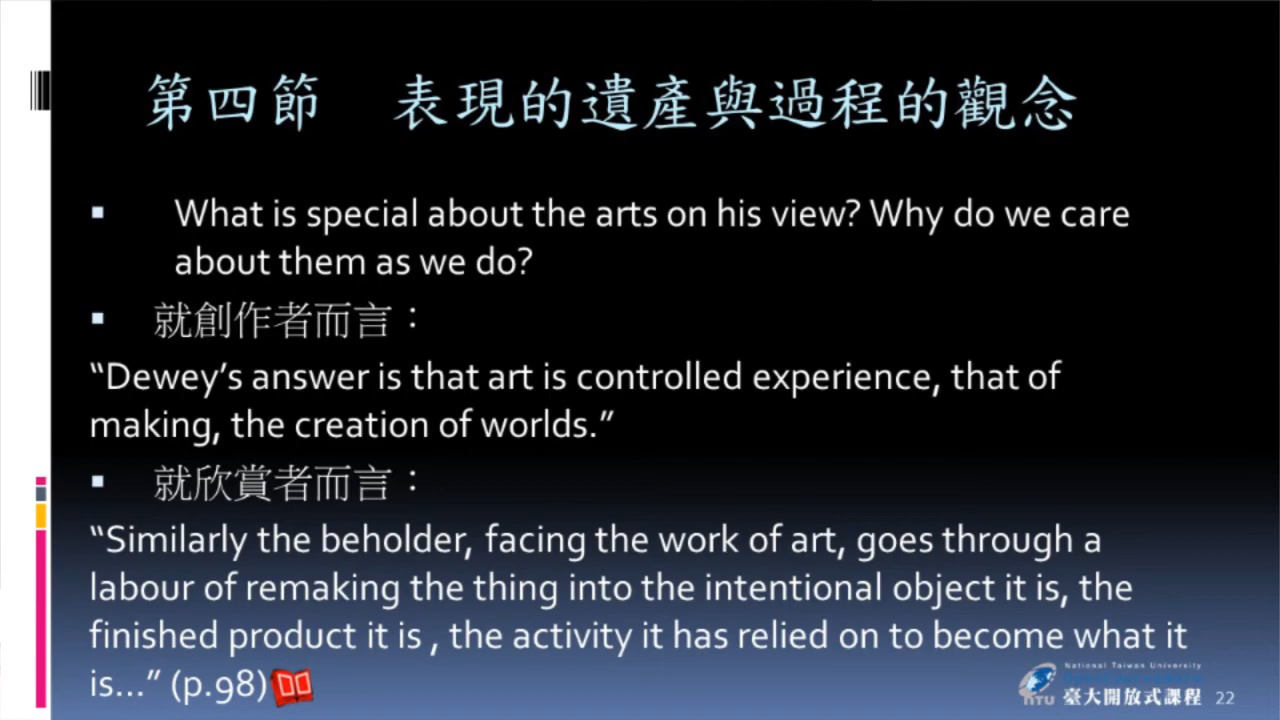 第四節 表現的遺產與過程的觀念
What is special about the arts on his view? Why do we care
about them as we do?
就創作者而言：
“Dewey’s answer is that art is controlled experience, that of
making, the creation of worlds.”
就欣賞者而言：
“Similarly the beholder, facing the work of art, goes through a
labour of remaking the thing into the intentional object it is, the
finished product it is , the activity it has relied on to become what it
is…” (p.98)
National Taiwan University
NTU 臺大開放式課程 22